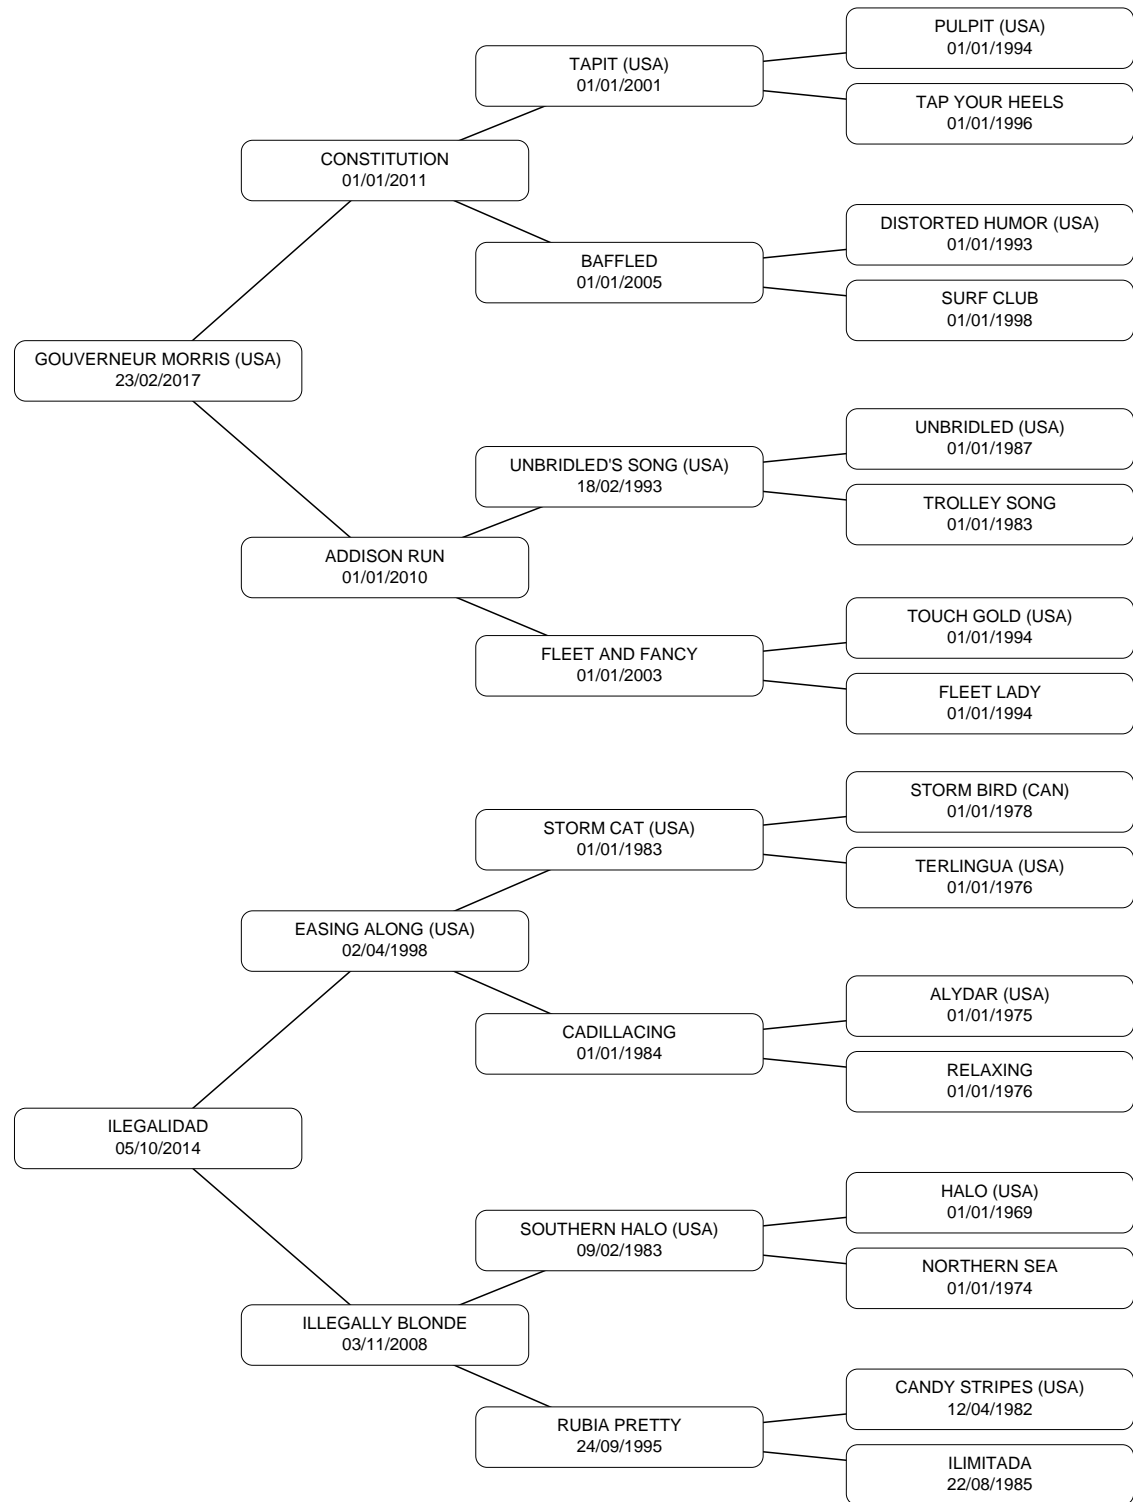 PULPIT (USA)
01/01/1994
TAPIT (USA)
01/01/2001
TAP YOUR HEELS
01/01/1996
CONSTITUTION
01/01/2011
DISTORTED HUMOR (USA)
01/01/1993
BAFFLED
01/01/2005
SURF CLUB
01/01/1998
GOUVERNEUR MORRIS (USA)
23/02/2017
UNBRIDLED (USA)
01/01/1987
UNBRIDLED'S SONG (USA)
18/02/1993
TROLLEY SONG
01/01/1983
ADDISON RUN
01/01/2010
TOUCH GOLD (USA)
01/01/1994
FLEET AND FANCY
01/01/2003
FLEET LADY
01/01/1994
STORM BIRD (CAN)
01/01/1978
STORM CAT (USA)
01/01/1983
TERLINGUA (USA)
01/01/1976
EASING ALONG (USA)
02/04/1998
ALYDAR (USA)
01/01/1975
CADILLACING
01/01/1984
RELAXING
01/01/1976
ILEGALIDAD
05/10/2014
HALO (USA)
01/01/1969
SOUTHERN HALO (USA)
09/02/1983
NORTHERN SEA
01/01/1974
ILLEGALLY BLONDE
03/11/2008
CANDY STRIPES (USA)
12/04/1982
RUBIA PRETTY
24/09/1995
ILIMITADA
22/08/1985